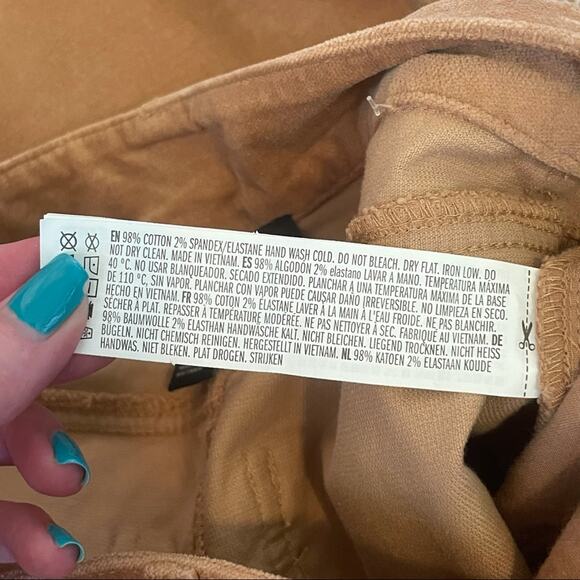 EN 98% COTTON 2% SPANDEX/ELASTANE HAND WASH COLD. DO NOT BLEACH. DRY FLAT. IRON LOW. DO
NOT DRY CLEAN. MADE IN VIETNAM. ES 98% ALGODÓN 2% elastano LAVAR A MANO. TEMPERATURA MÁXIMA
40 °C. NO USAR BLANQUEADOR. SECADO EXTENDIDO. PLANCHAR A UNA TEMPERATURA MÁXIMA DE LA BASE
DE 110 °C, SIN VAPOR. PLANCHAR CON VAPOR PUEDE CAUSAR DAÑO IRREVERSIBLE. NO LIMPIEZA EN SECO.
HECHO EN VIETNAM. FR 98% COTON 2% ELASTANE LAVER À LA MAIN À L'EAU FROIDE. NE PAS BLANCHIR.
SÉCHER À PLAT. REPASSER À TEMPÉRATURE MODÉRÉE. NE PAS NETTOYER À SEC. FABRIQUÉ AU VIETNAM. DE
98% BAUMWOLLE 2% ELASTHAN HANDWÄSCHE KALT. NICHT BLEICHEN. LIEGEND TROCKNEN. NICHT HEISS
BÜGELN. NICHT CHEMISCH REINIGEN. HERGESTELLT IN VIETNAM. NL 98% KATOEN 2% ELASTAAN KOUDE
HANDWAS. NIET BLEKEN. PLAT DROGEN. STRIJKEN